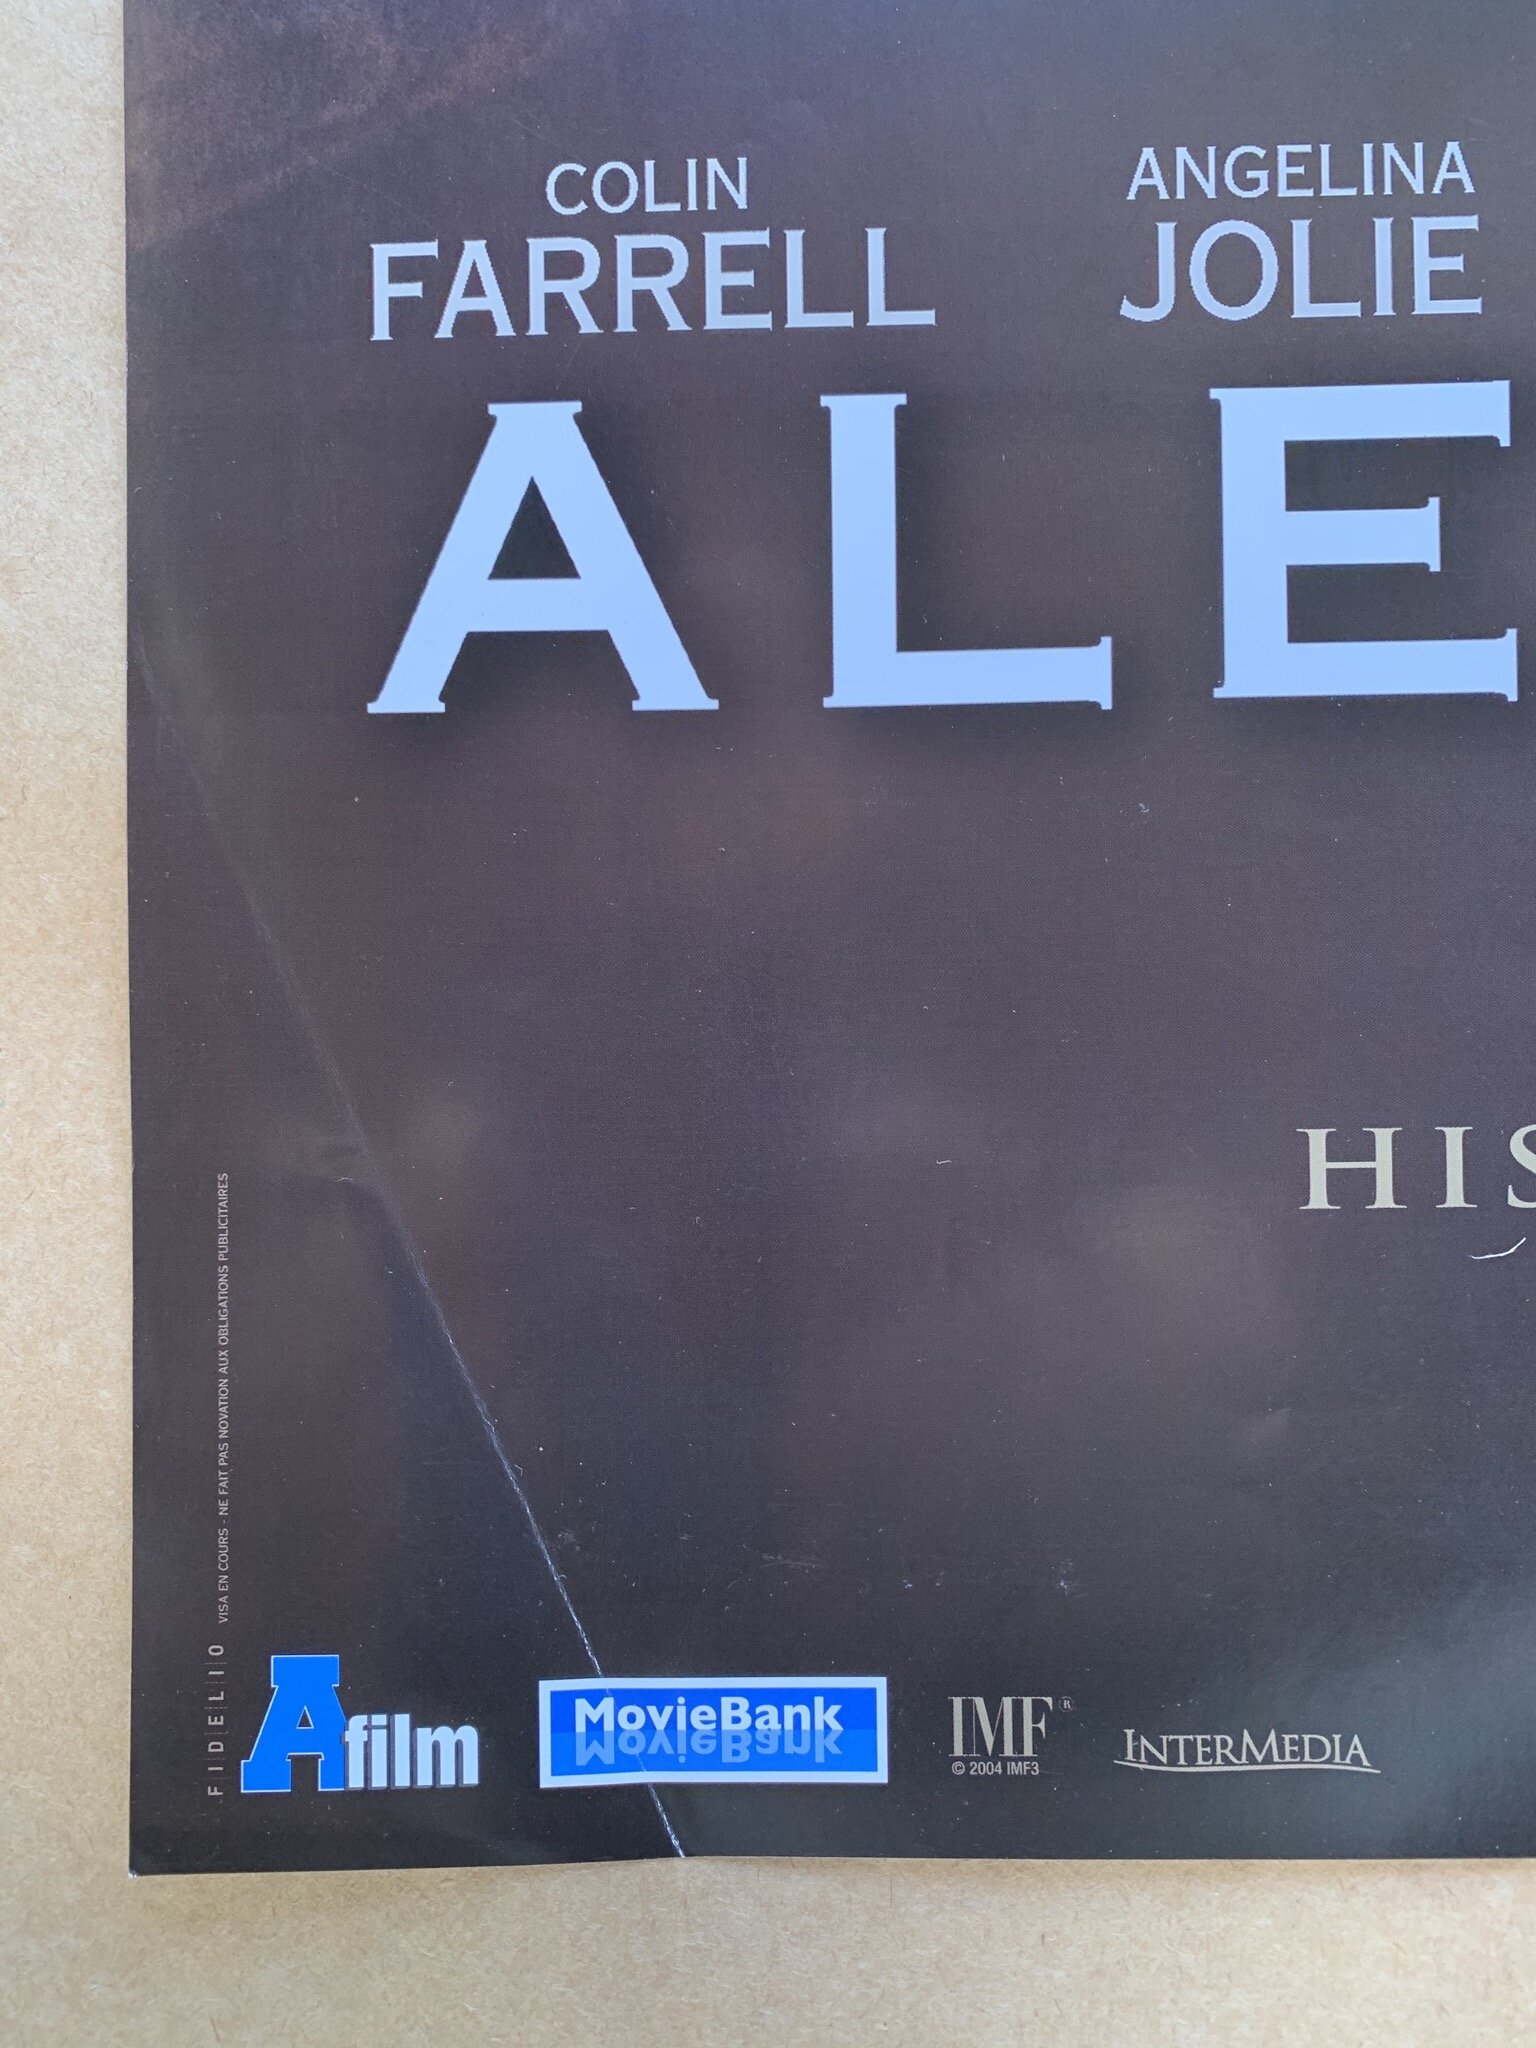 COLIN
FARRELL
ANGELINA
JOLIE
ALE
HIS
FIDELIO VISA EN COURS - NE FAIT PAS NOVATION AUX OBLIGATIONS PUBLICITAIRES
Afilm
MovieBank
MovieBank
IMF®
© 2004 IMF3
INTERMEDIA